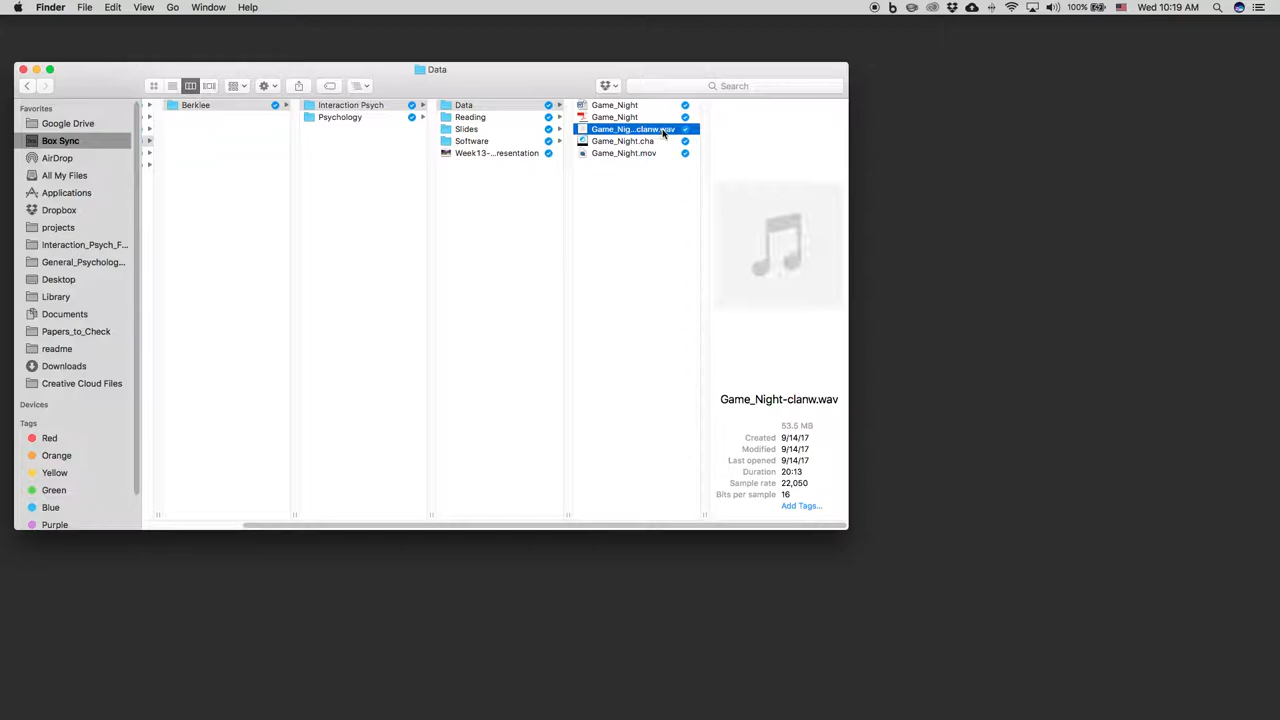 Finder File Edit View Go Window Help 100% Wed 10:19 AM
Data
Search
Favorites
Google Drive
Box Sync
AirDrop
All My Files
Applications
Dropbox
projects
Interaction_Psych_F...
General_Psycholog...
Desktop
Library
Documents
Papers_to_Check
readme
Downloads
Creative Cloud Files
Devices
Tags
Red
Orange
Yellow
Green
Blue
Purple
Berklee
Interaction Psych
Psychology
Data
Reading
Slides
Software
Week13-...resentation
Game_Night
Game_Night
Game_Nig...clanw.wav
Game_Night.cha
Game_Night.mov
Game_Night-clanw.wav
53.5 MB
Created 9/14/17
Modified 9/14/17
Last opened 9/14/17
Duration 20:13
Sample rate 22,050
Bits per sample 16
Add Tags...